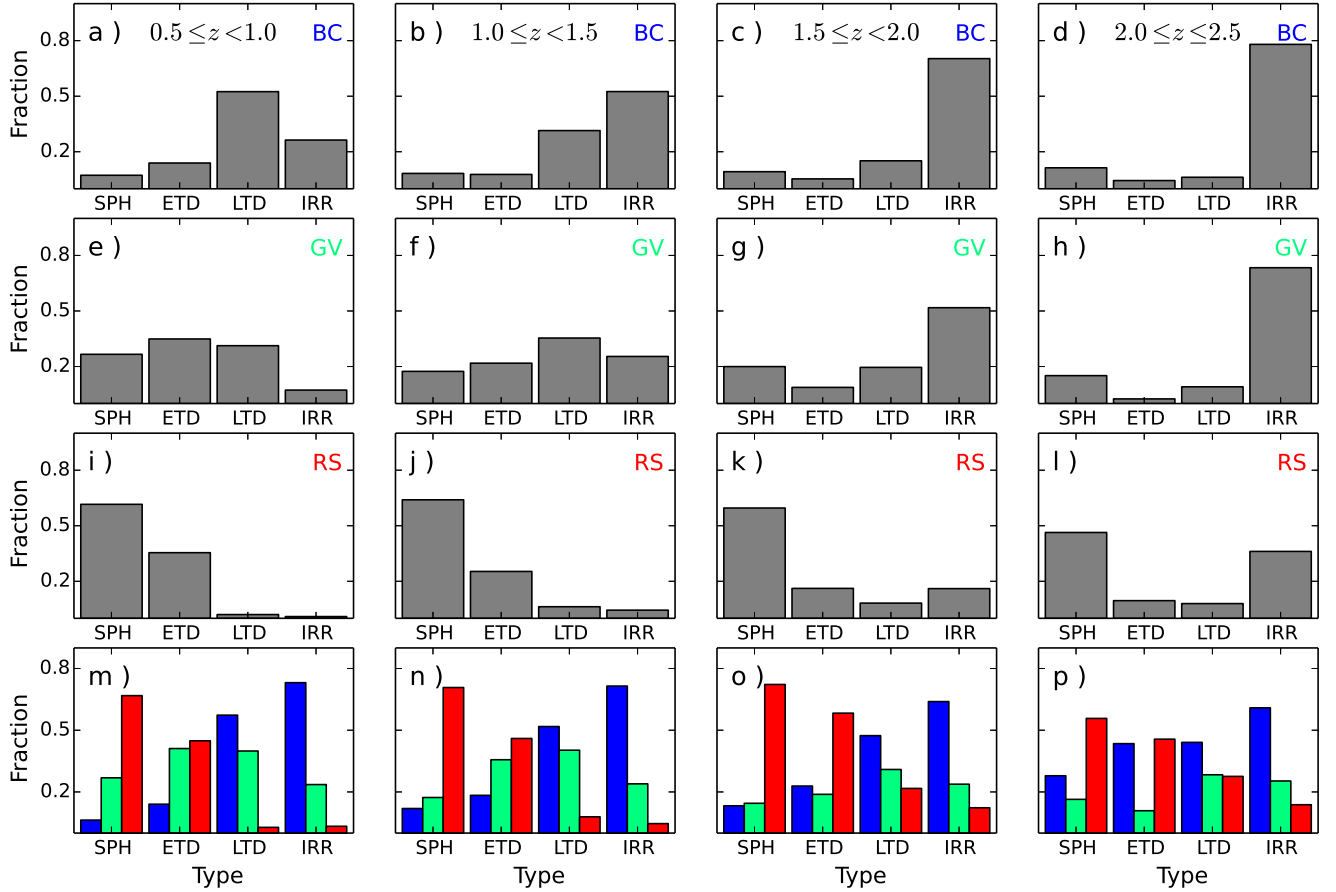 a ) 0.5 ≤z<1.0 BC
b ) 1.0 ≤z<1.5 BC
c ) 1.5 ≤z<2.0 BC
d ) 2.0 ≤z≤2.5 BC
Fraction
0.8
0.5
0.2
SPH ETD LTD IRR
SPH ETD LTD IRR
SPH ETD LTD IRR
SPH ETD LTD IRR
e ) GV
f ) GV
g ) GV
h ) GV
Fraction
0.8
0.5
0.2
SPH ETD LTD IRR
SPH ETD LTD IRR
SPH ETD LTD IRR
SPH ETD LTD IRR
i ) RS
j ) RS
k ) RS
l ) RS
Fraction
0.8
0.5
0.2
SPH ETD LTD IRR
SPH ETD LTD IRR
SPH ETD LTD IRR
SPH ETD LTD IRR
m )
n )
o )
p )
Fraction
0.8
0.5
0.2
SPH ETD LTD IRR
SPH ETD LTD IRR
SPH ETD LTD IRR
SPH ETD LTD IRR
Type
Type
Type
Type